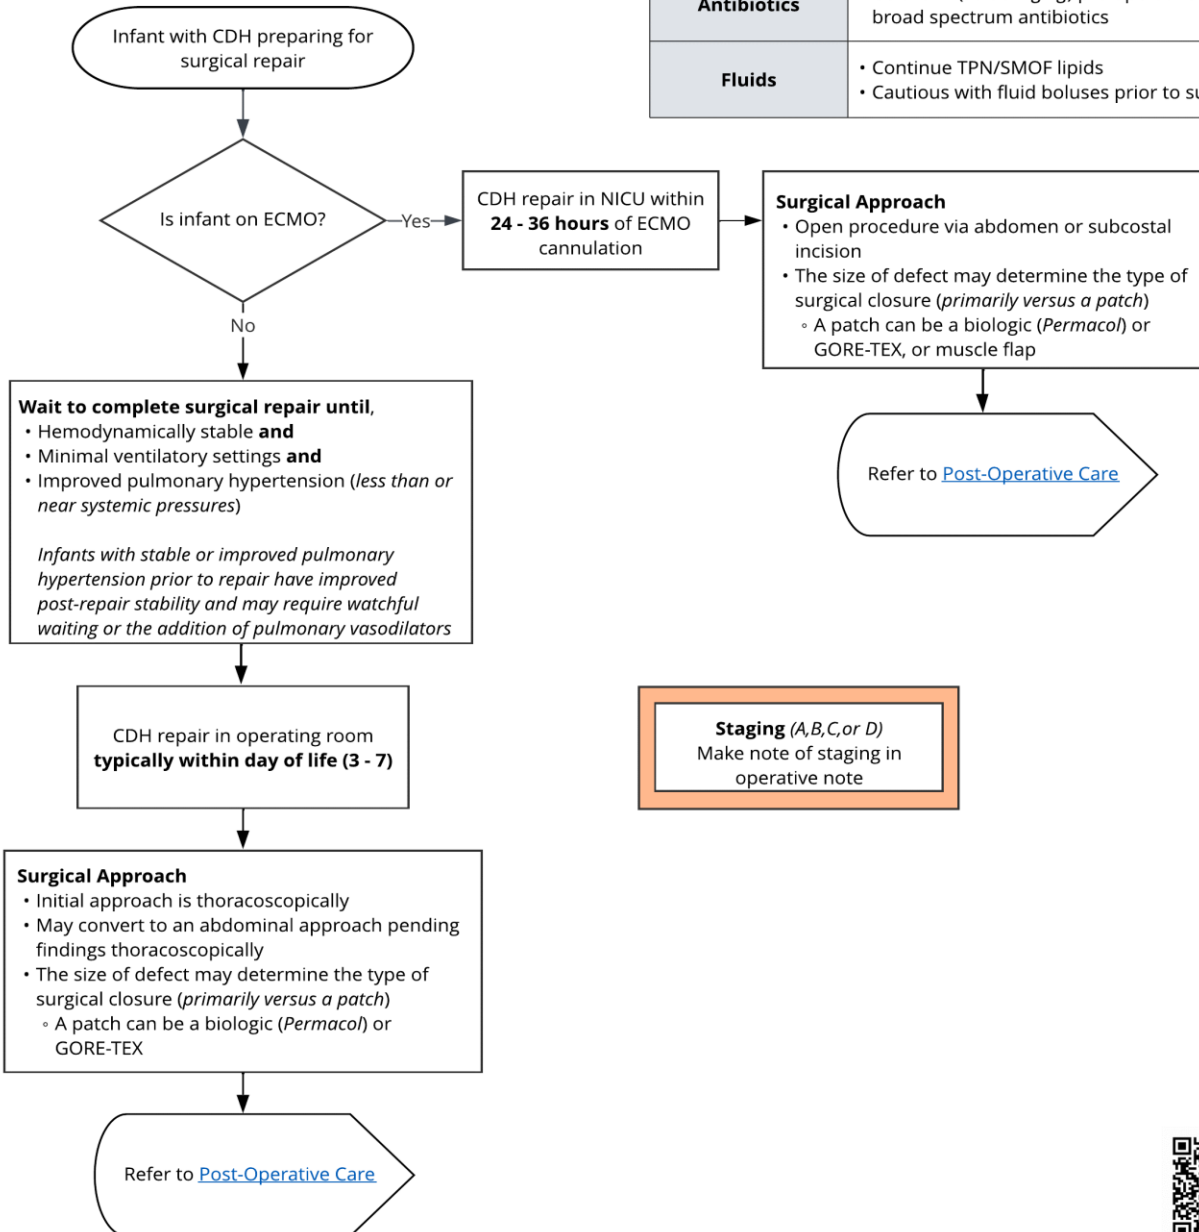 Antibiotics
broad spectrum antibiotics
Fluids
• Continue TPN/SMOF lipids
• Cautious with fluid boluses prior to
Infant with CDH preparing for
surgical repair
Is infant on ECMO?
Yes
CDH repair in NICU within
24 - 36 hours of ECMO
cannulation
Surgical Approach
• Open procedure via abdomen or subcostal
incision
• The size of defect may determine the type of
surgical closure (primarily versus a patch)
◦ A patch can be a biologic (Permacol) or
GORE-TEX, or muscle flap
Refer to Post-Operative Care
No
Wait to complete surgical repair until,
• Hemodynamically stable and
• Minimal ventilatory settings and
• Improved pulmonary hypertension (less than or
near systemic pressures)
Infants with stable or improved pulmonary
hypertension prior to repair have improved
post-repair stability and may require watchful
waiting or the addition of pulmonary vasodilators
CDH repair in operating room
typically within day of life (3 - 7)
Staging (A,B,C,or D)
Make note of staging in
operative note
Surgical Approach
• Initial approach is thoracoscopically
• May convert to an abdominal approach pending
findings thoracoscopically
• The size of defect may determine the type of
surgical closure (primarily versus a patch)
◦ A patch can be a biologic (Permacol) or
GORE-TEX
Refer to Post-Operative Care